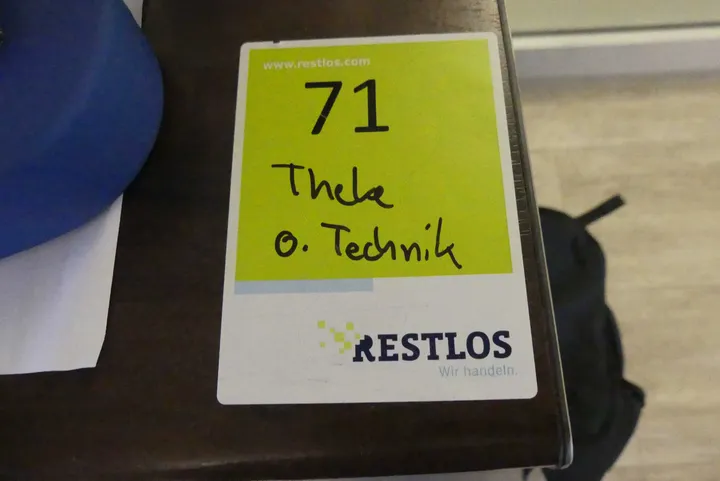 www.restlos.com
71
Theke
o. Technik
RESTLOS
Wir handeln.